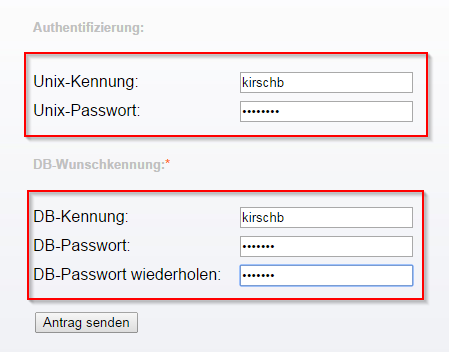 Authentifizierung:
Unix-Kennung: kirschb
Unix-Passwort: ••••••••
DB-Wunschkennung:*
DB-Kennung: kirschb
DB-Passwort: •••••••
DB-Passwort wiederholen: •••••••
Antrag senden